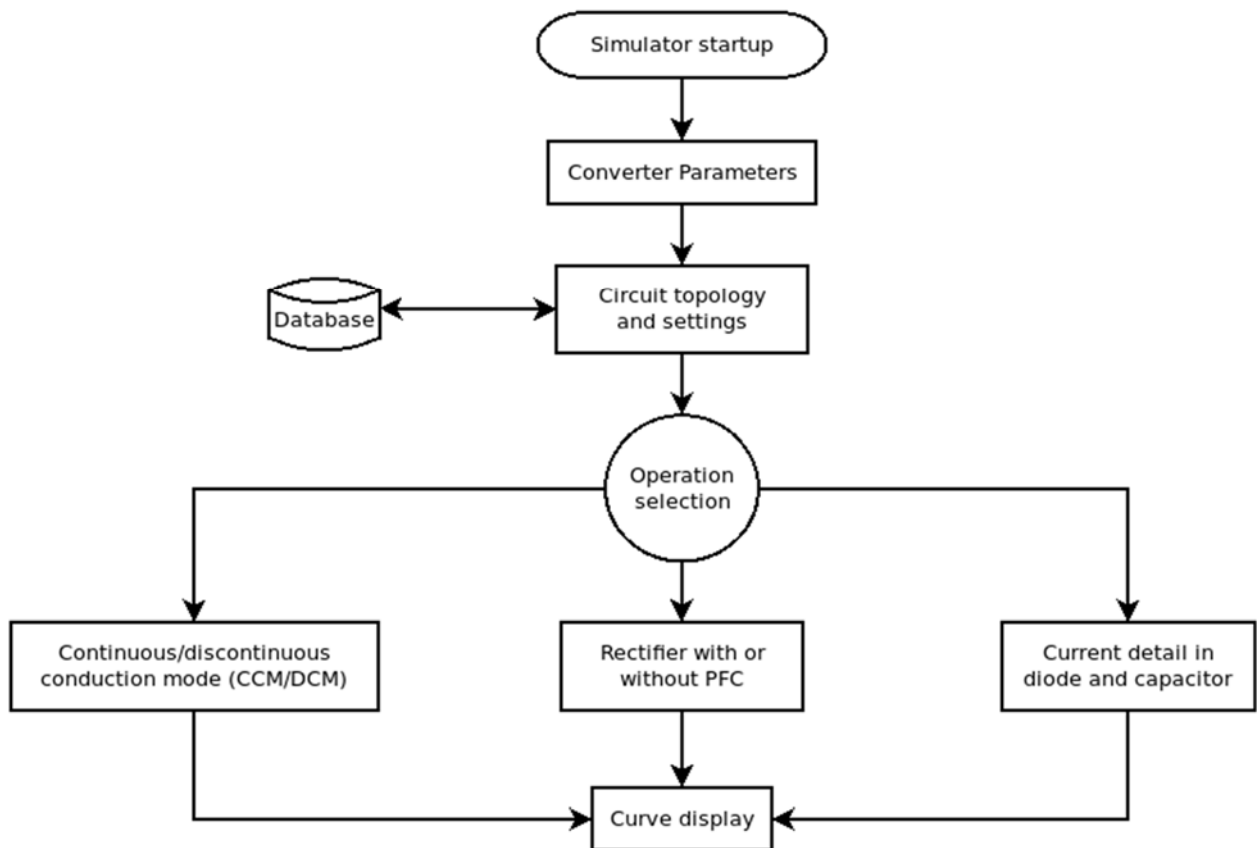 Simulator startup
Converter Parameters
Circuit topology
and settings
Database
Operation
selection
Continuous/discontinuous
conduction mode (CCM/DCM)
Rectifier with or
without PFC
Current detail in
diode and capacitor
Curve display